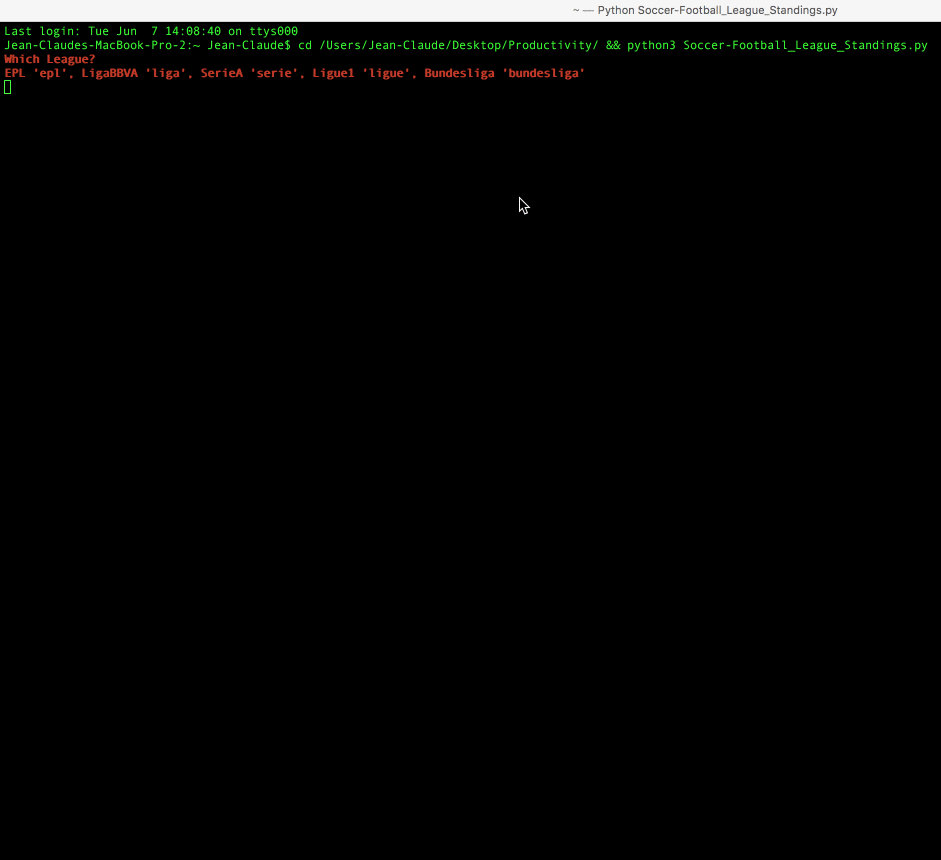 ~ — Python Soccer-Football_League_Standings.py
Last login: Tue Jun  7 14:08:40 on ttys000
Jean-Claudes-MacBook-Pro-2:~ Jean-Claude$ cd /Users/Jean-Claude/Desktop/Productivity/ && python3 Soccer-Football_League_Standings.py
Which League?
EPL 'epl', LigaBBVA 'liga', SerieA 'serie', Ligue1 'ligue', Bundesliga 'bundesliga'